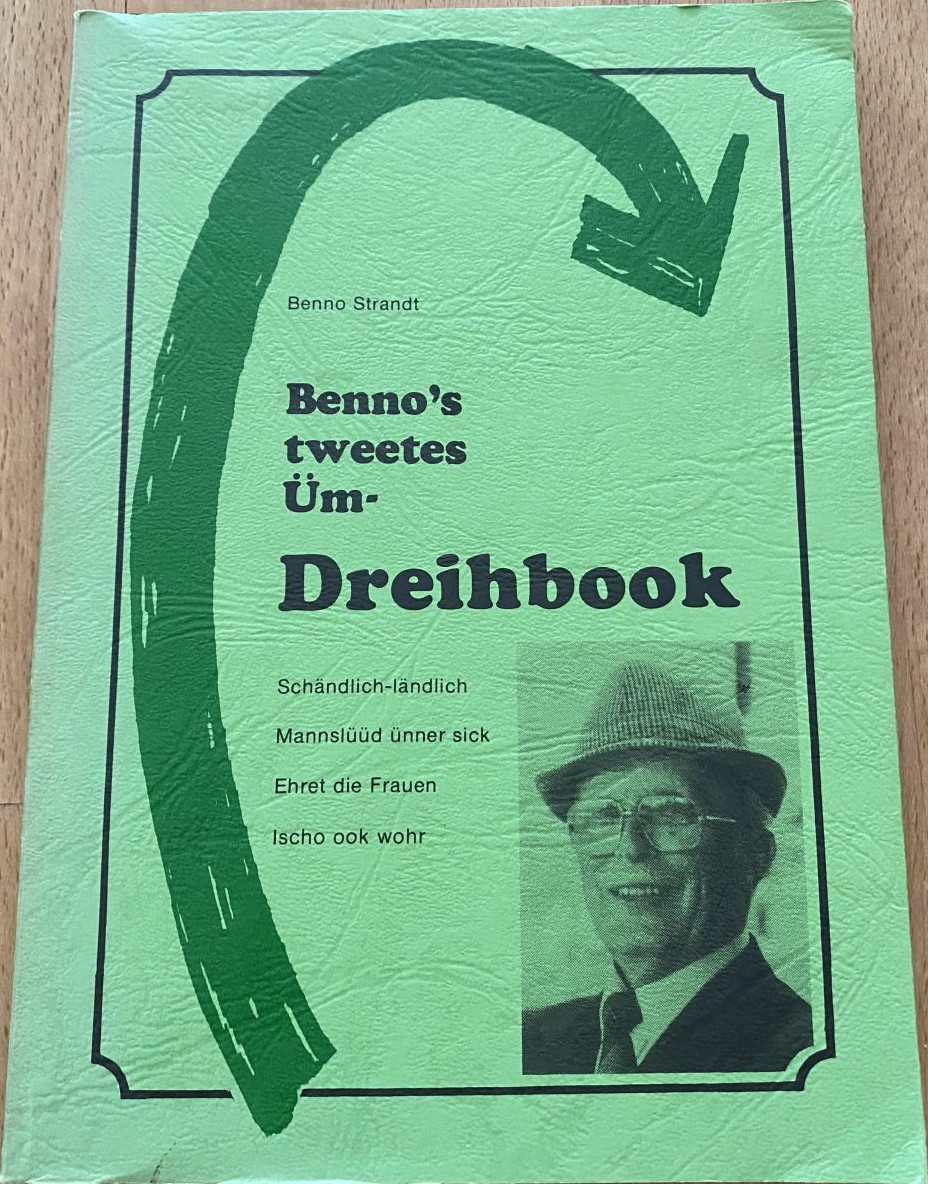 Benno Strandt
Benno's
tweetes
Üm-
Dreihbook
Schändlich-ländlich
Mannslüüd ünner sick
Ehret die Frauen
Ischo ook wohr